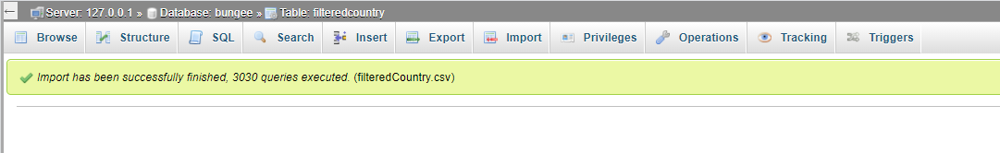 ← Server: 127.0.0.1 » Database: bungee » Table: filteredcountry
Browse Structure SQL Search Insert Export Import Privileges Operations Tracking Triggers
Import has been successfully finished, 3030 queries executed. (filteredCountry.csv)